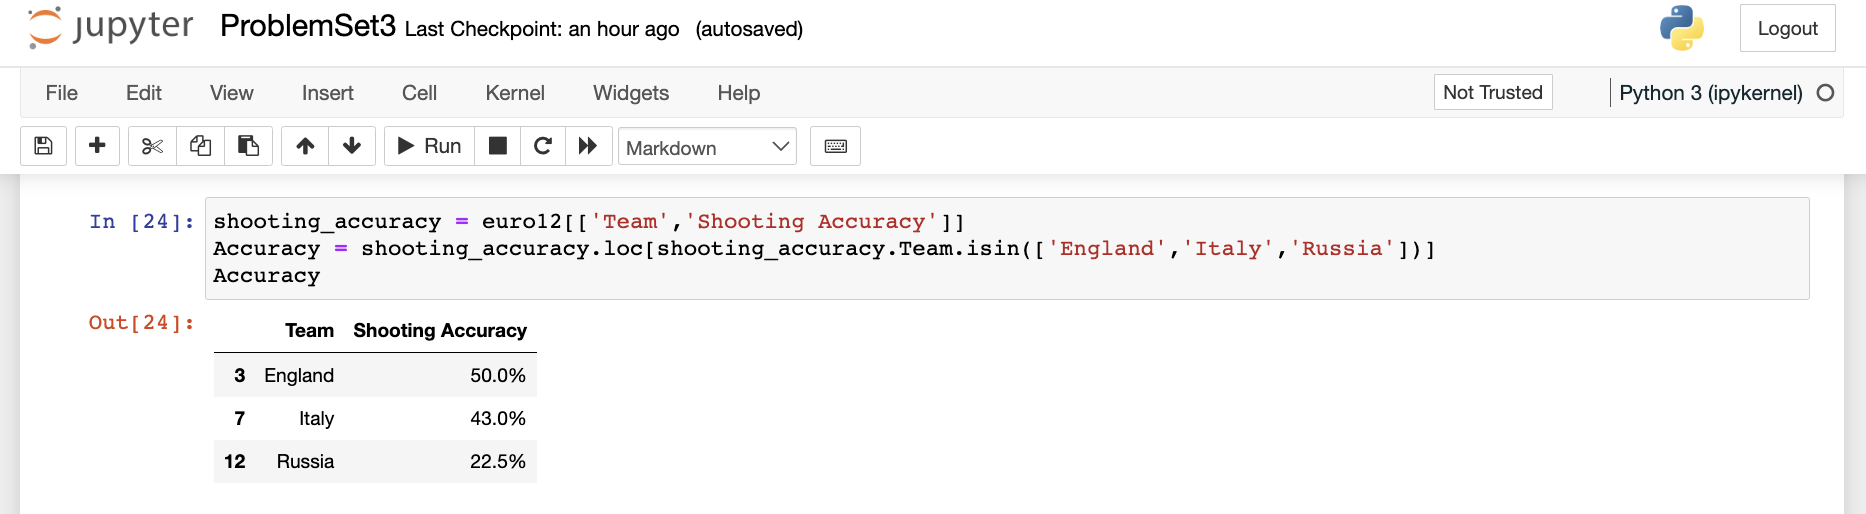 jupyter ProblemSet3 Last Checkpoint: an hour ago (autosaved) Logout
File Edit View Insert Cell Kernel Widgets Help Not Trusted Python 3 (ipykernel)
Run Markdown
In [24]: shooting_accuracy = euro12[['Team','Shooting Accuracy']]
Accuracy = shooting_accuracy.loc[shooting_accuracy.Team.isin(['England','Italy','Russia'])]
Accuracy
Out[24]:
Team Shooting Accuracy
3 England 50.0%
7 Italy 43.0%
12 Russia 22.5%